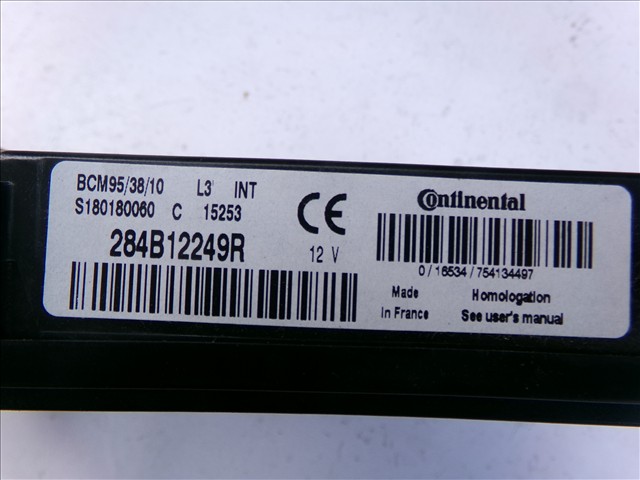 BCM95/38/10 L3 INT
S180180060 C 15253
284B12249R
CE
12 V
Continental
0 / 16534 / 754134497
Made
in France
Homologation
See user's manual